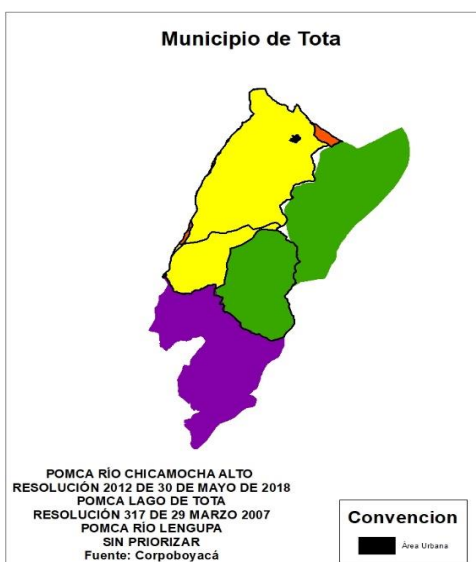 Municipio de Tota
POMCA RÍO CHICAMOCHA ALTO
RESOLUCIÓN 2012 DE 30 DE MAYO DE 2018
POMCA LAGO DE TOTA
RESOLUCIÓN 317 DE 29 MARZO 2007
POMCA RÍO LENGUPA
SIN PRIORIZAR
Fuente: Corpoboyacá
Convencion
Área Urbana